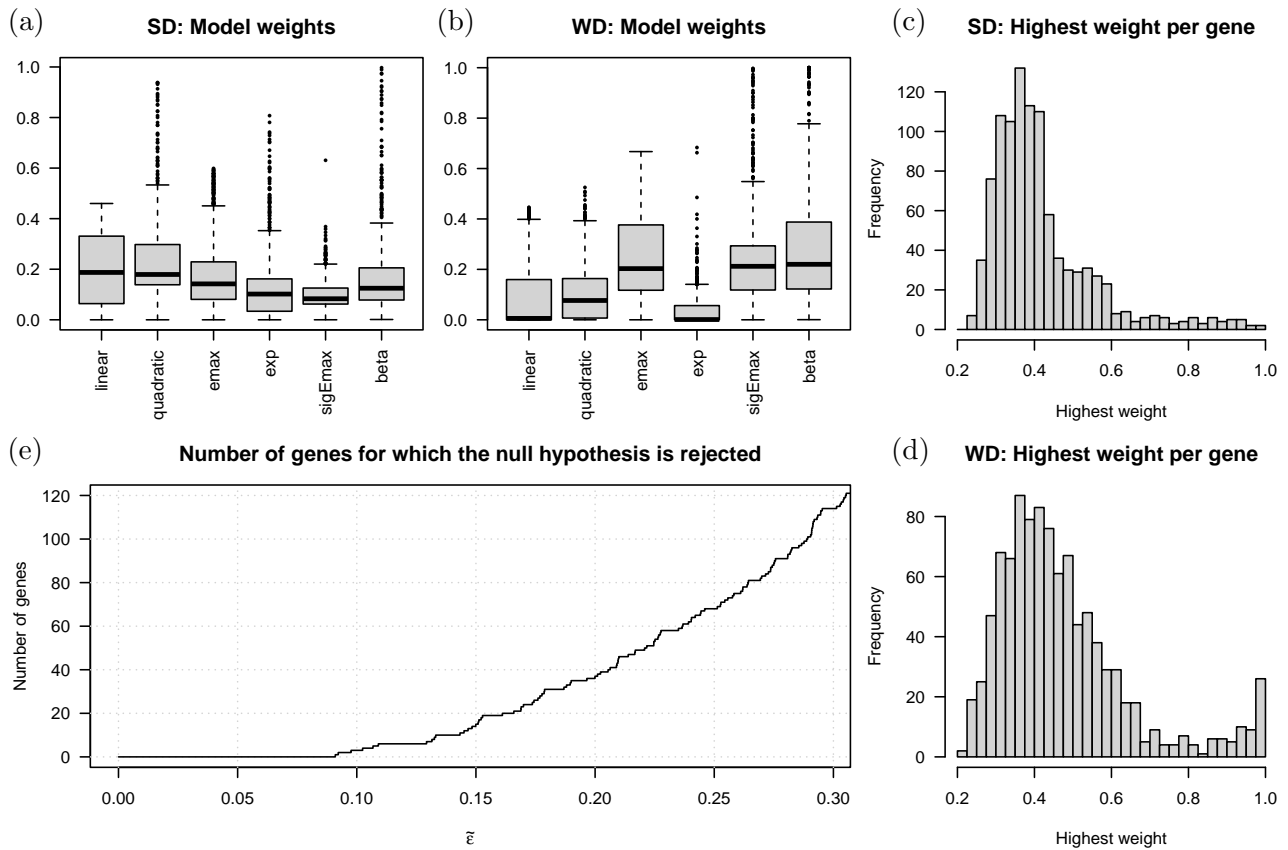 (a) SD: Model weights
1.0
0.8
0.6
0.4
0.2
0.0
linear
quadratic
emax
exp
sigEmax
beta
(b) WD: Model weights
1.0
0.8
0.6
0.4
0.2
0.0
linear
quadratic
emax
exp
sigEmax
beta
(c) SD: Highest weight per gene
Frequency
120
100
80
60
40
20
0
0.2 0.4 0.6 0.8 1.0
Highest weight
(e) Number of genes for which the null hypothesis is rejected
Number of genes
120
100
80
60
40
20
0
0.00 0.05 0.10 0.15 0.20 0.25 0.30
ε̃
(d) WD: Highest weight per gene
Frequency
80
60
40
20
0
0.2 0.4 0.6 0.8 1.0
Highest weight